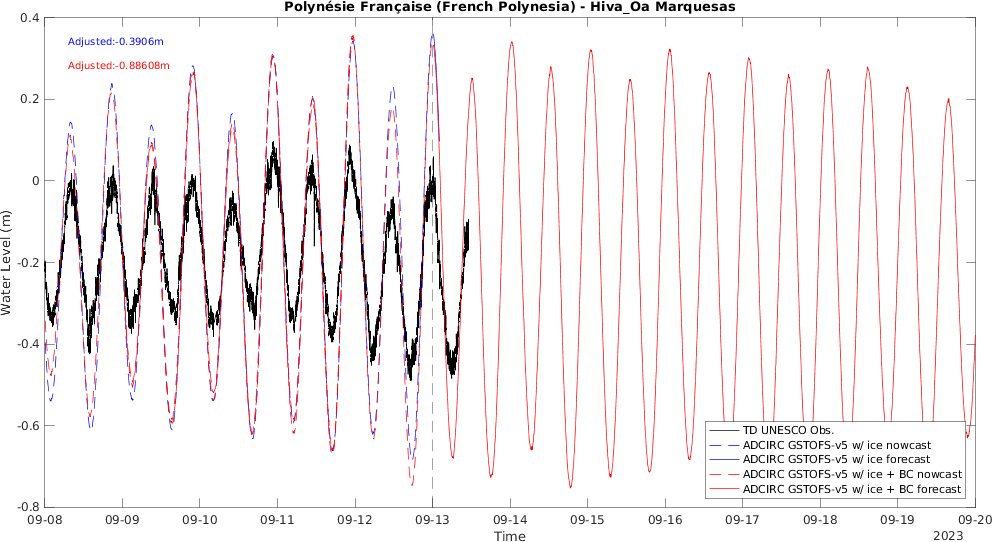 Polynésie Française (French Polynesia) - Hiva_Oa Marquesas
Adjusted:-0.3906m
Adjusted:-0.88608m
0.4
0.2
0
-0.2
-0.4
-0.6
-0.8
Water Level (m)
TD UNESCO Obs.
ADCIRC GSTOFS-v5 w/ ice nowcast
ADCIRC GSTOFS-v5 w/ ice forecast
ADCIRC GSTOFS-v5 w/ ice + BC nowcast
ADCIRC GSTOFS-v5 w/ ice + BC forecast
09-08 09-09 09-10 09-11 09-12 09-13 09-14 09-15 09-16 09-17 09-18 09-19 09-20
Time
2023